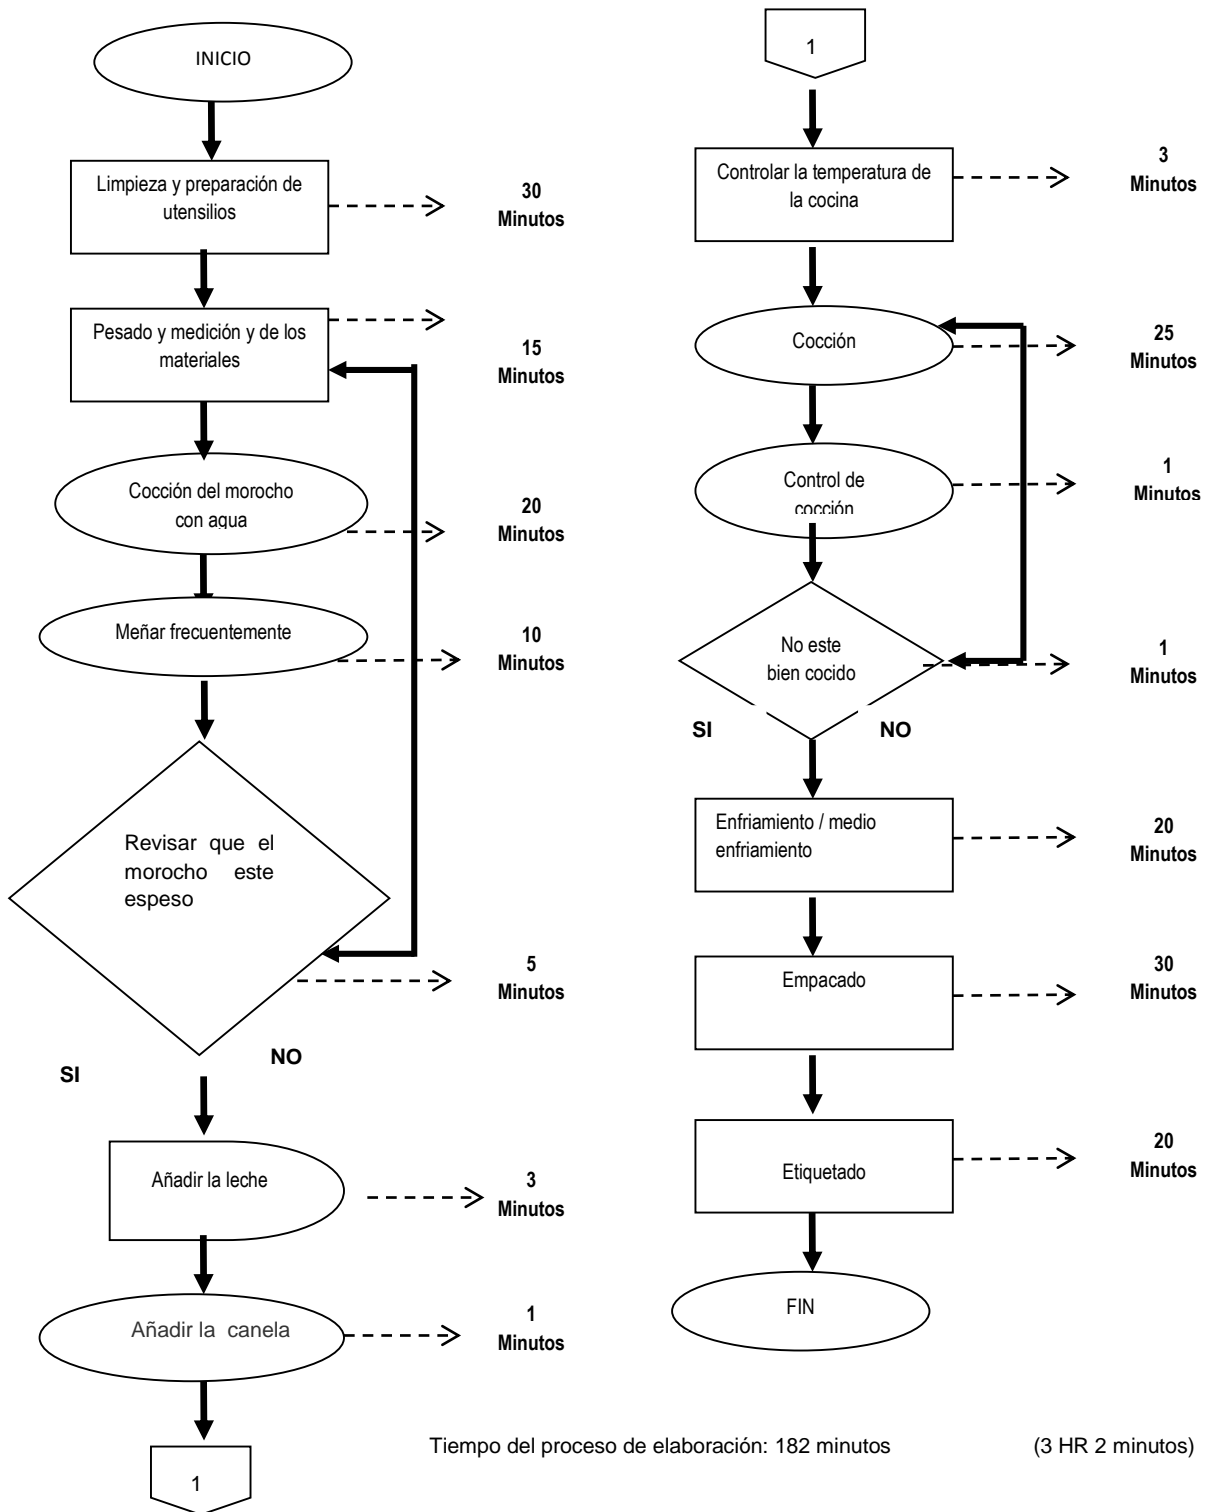 INICIO
Limpieza y preparación de
utensilios
30
Minutos
Pesado y medición y de los
materiales
15
Minutos
Cocción del morocho
con agua
20
Minutos
Meñar frecuentemente
10
Minutos
Revisar que el
morocho este
espeso
5
Minutos
NO
SI
Añadir la leche
3
Minutos
Añadir la canela
1
Minutos
1
1
Controlar la temperatura de
la cocina
3
Minutos
Cocción
25
Minutos
Control de
cocción
1
Minutos
No este
bien cocido
1
Minutos
SI
NO
Enfriamiento / medio
enfriamiento
20
Minutos
Empacado
30
Minutos
Etiquetado
20
Minutos
FIN
Tiempo del proceso de elaboración: 182 minutos (3 HR 2 minutos)